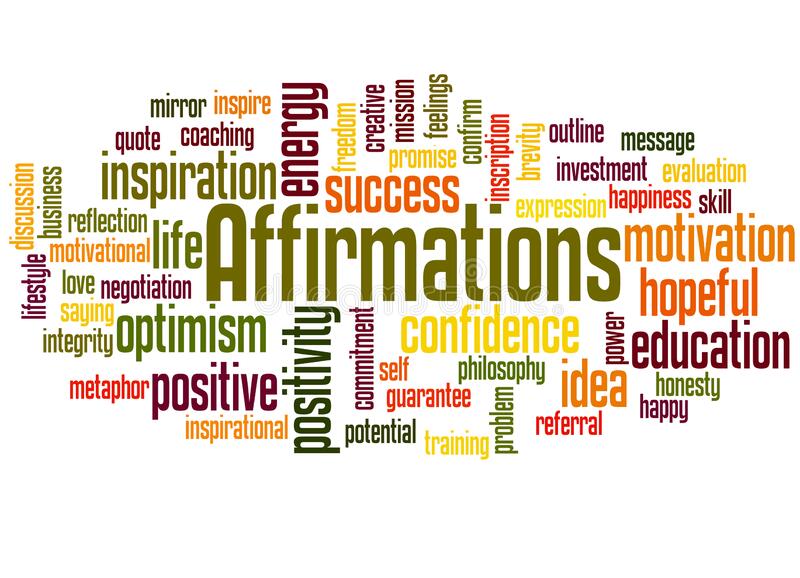 mirror
inspire
quote
coaching
inspiration
energy
freedom
creative
mission
feelings
promise
confirm
success
inscription
brevity
outline
message
investment
evaluation
expression
happiness
skill
discussion
business
reflection
motivational
life
Affirmations
motivation
lifestyle
love
negotiation
saying
integrity
optimism
hopeful
positivity
commitment
confidence
power
education
metaphor
positive
self
guarantee
philosophy
problem
idea
honesty
happy
inspirational
potential
training
referral
dreamstime